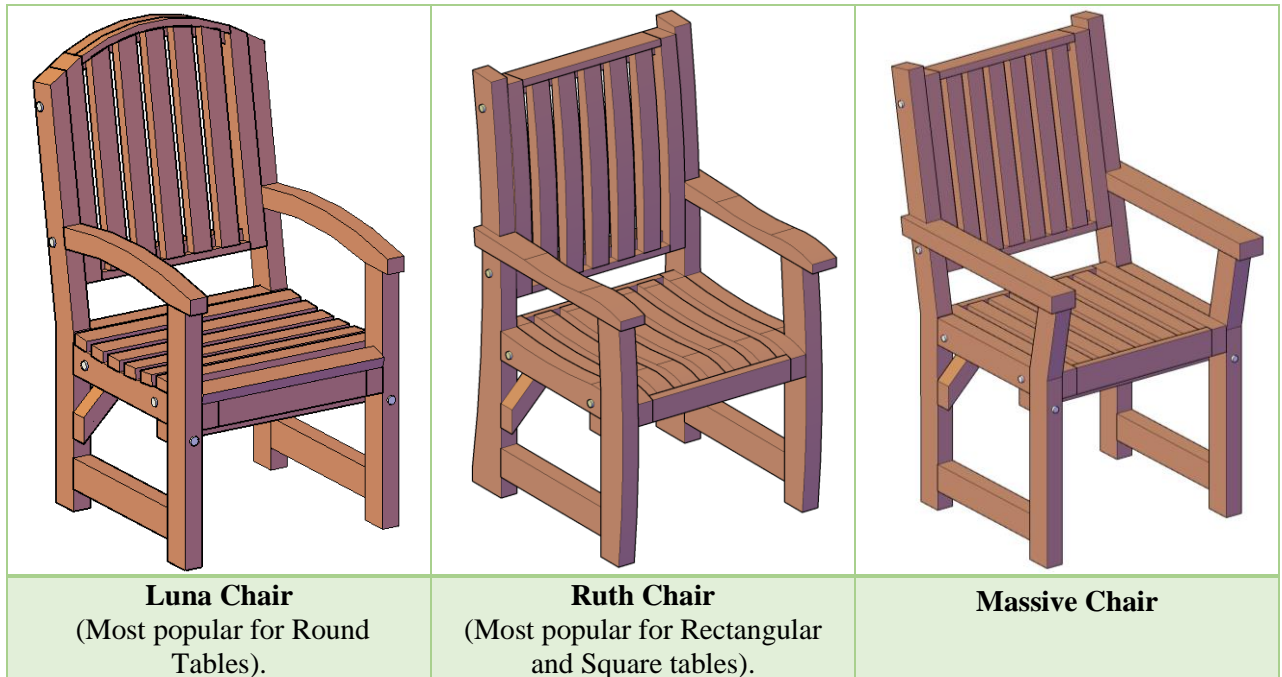 Luna Chair
(Most popular for Round
Tables).
Ruth Chair
(Most popular for Rectangular
and Square tables).
Massive Chair